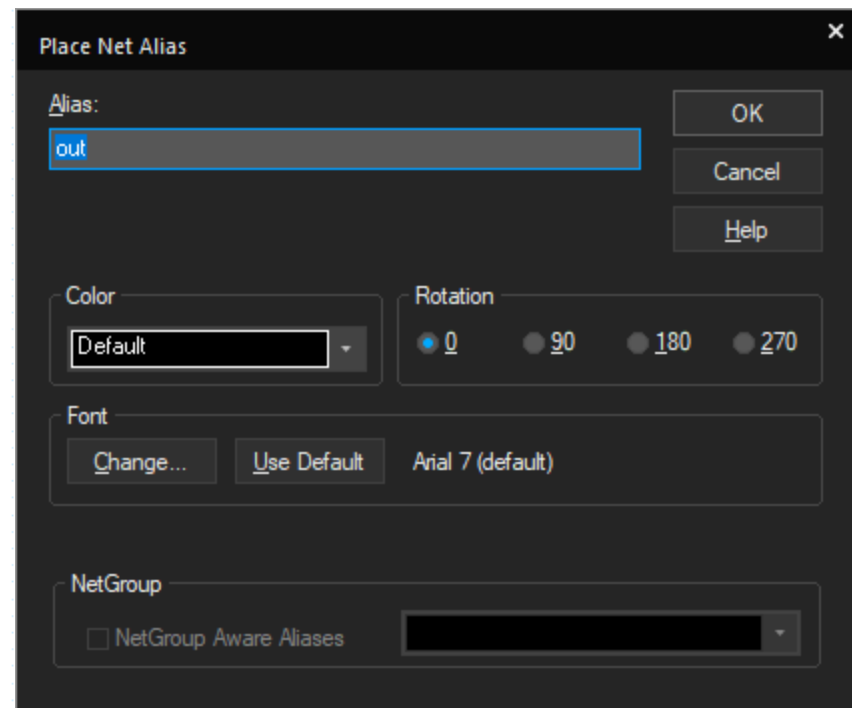 Place Net Alias
Alias:
out
OK
Cancel
Help
Color
Default
Rotation
0 90 180 270
Font
Change... Use Default Arial 7 (default)
NetGroup
NetGroup Aware Aliases